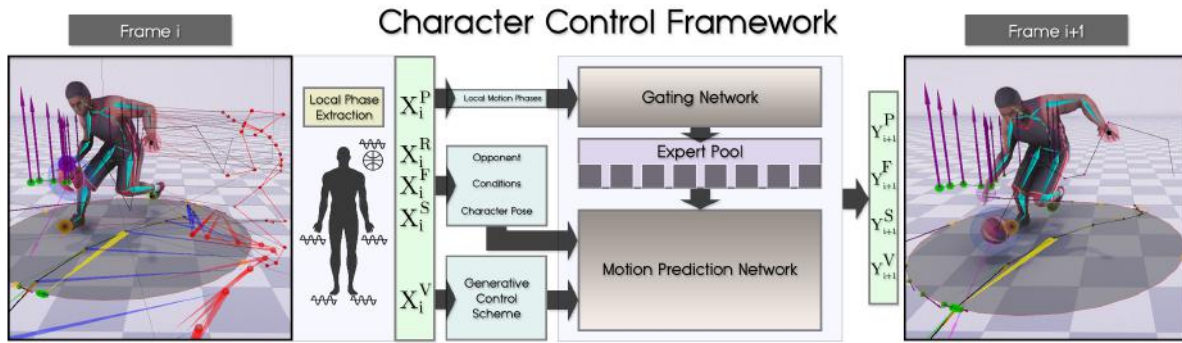 Character Control Framework
Frame i
Frame i+1
Local Phase
Extraction
X_i^P
X_i^R
X_i^F
X_i^S
X_i^V
Local Motion Phases
Opponent
Conditions
Character Pose
Generative
Control
Scheme
Gating Network
Expert Pool
Motion Prediction Network
Y_{i+1}^P
Y_{i+1}^F
Y_{i+1}^S
Y_{i+1}^V